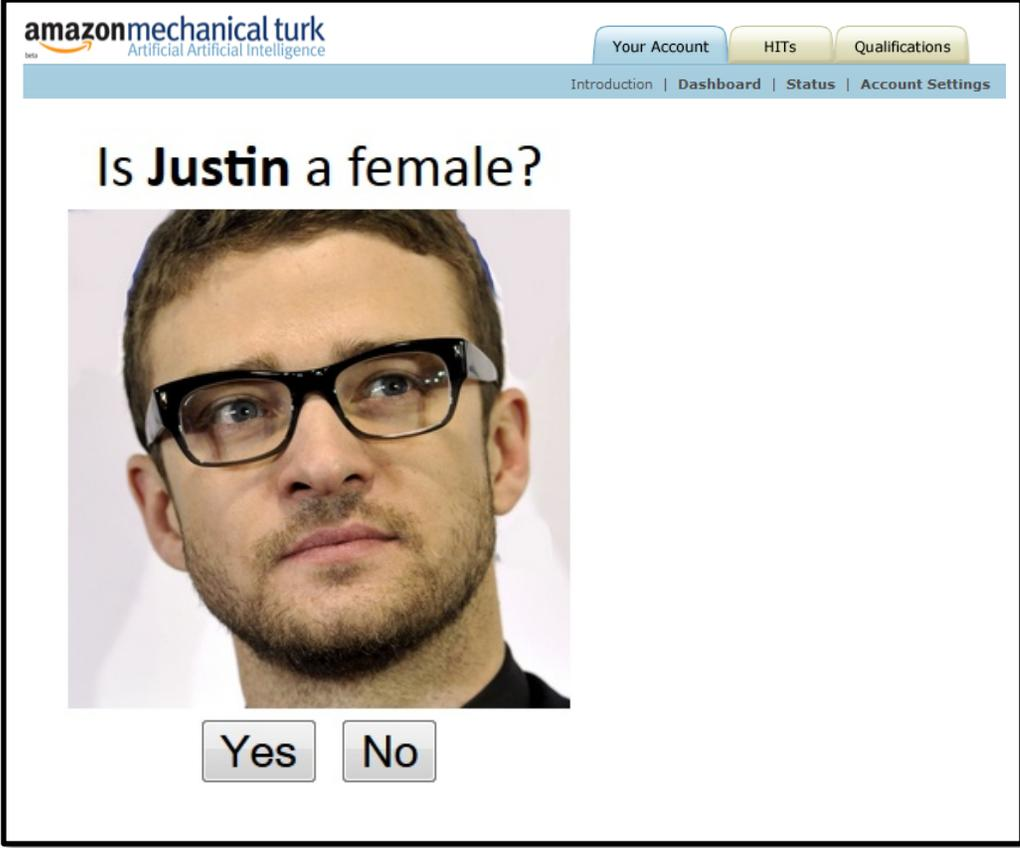 amazonmechanical turk
beta
Artificial Artificial Intelligence
Your Account
HITs
Qualifications
Introduction | Dashboard | Status | Account Settings
Is Justin a female?
Yes
No